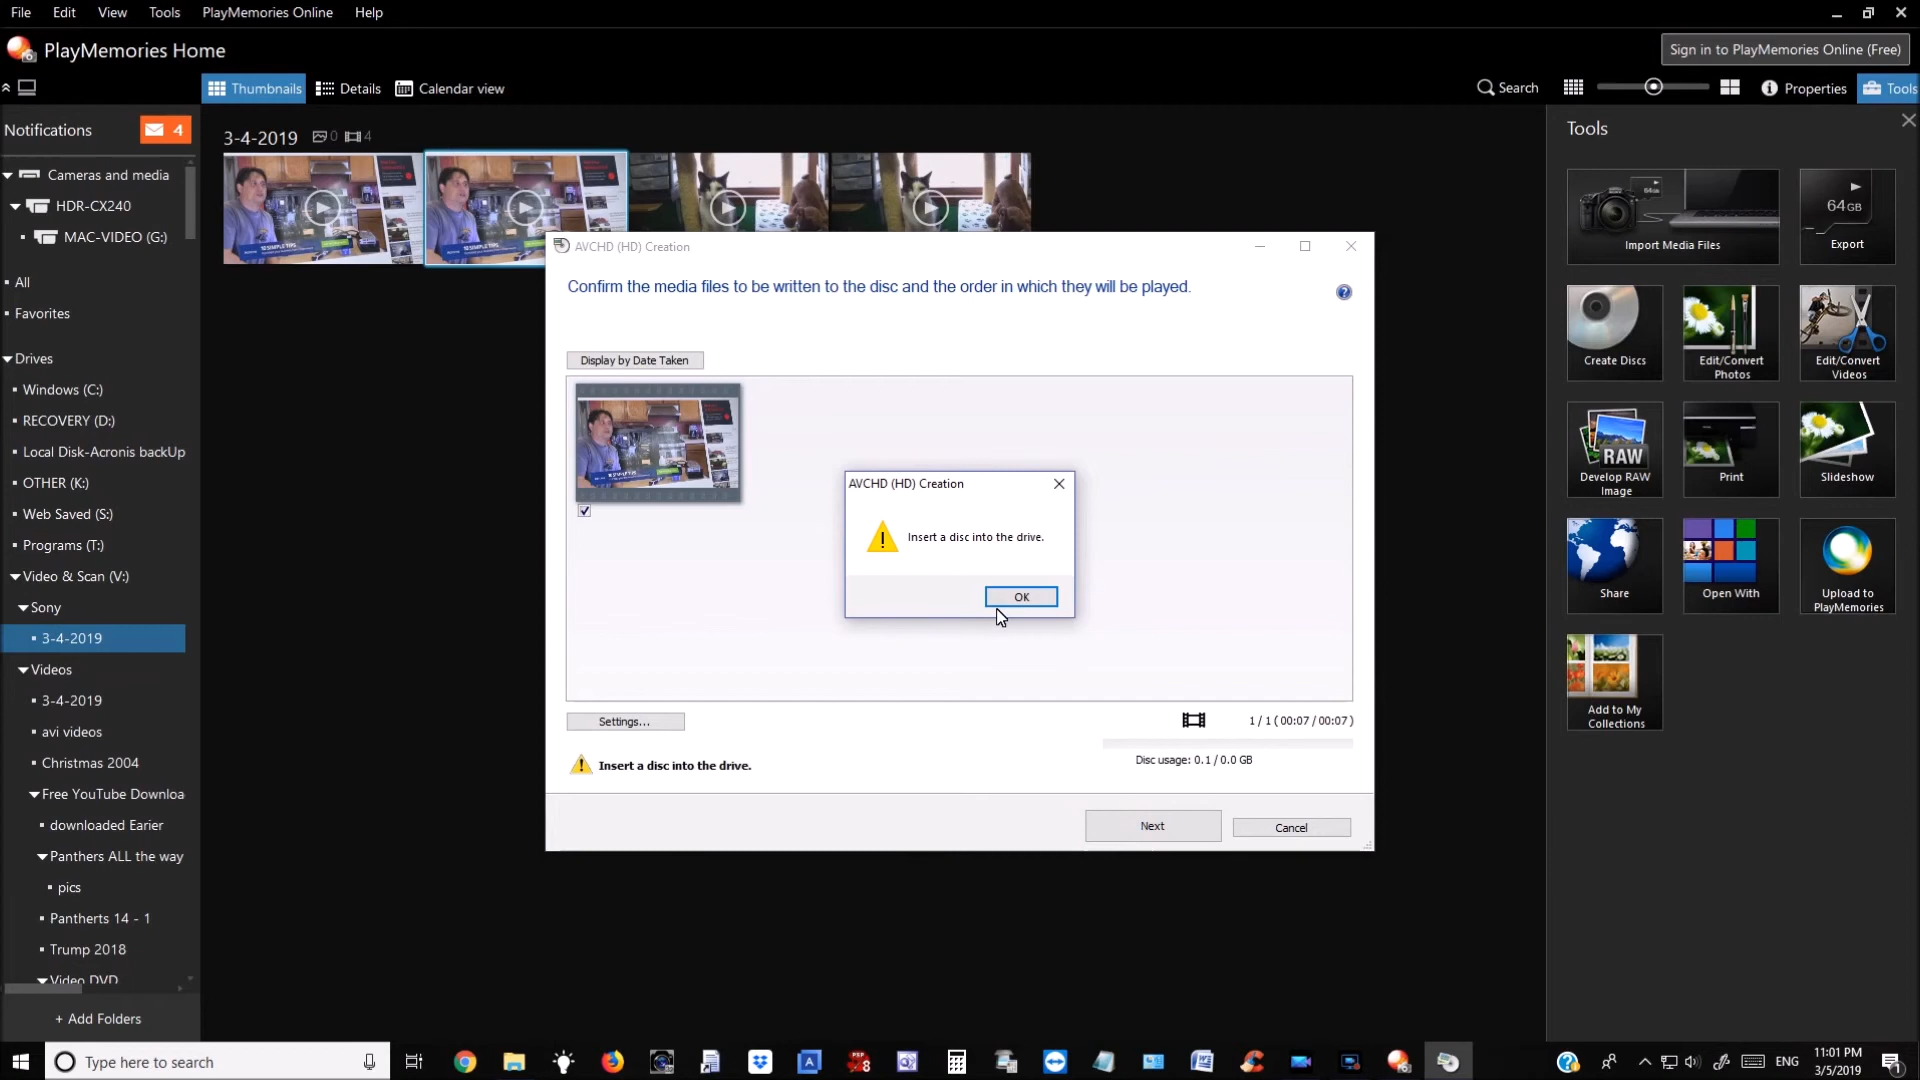 File Edit View Tools PlayMemories Online Help
PlayMemories Home
Sign in to PlayMemories Online (Free)
Thumbnails Details Calendar view
Search Properties Tools
Notifications 4
3-4-2019 0 4
Tools
Cameras and media
HDR-CX240
MAC-VIDEO (G:)
All
Favorites
Drives
Windows (C:)
RECOVERY (D:)
Local Disk-Acronis backUp
OTHER (K:)
Web Saved (S:)
Programs (T:)
Video & Scan (V:)
Sony
3-4-2019
Videos
3-4-2019
avi videos
Christmas 2004
Free YouTube Downloa
downloaded Earier
Panthers ALL the way
pics
Pantherts 14 - 1
Trump 2018
Video DVD
+ Add Folders
AVCHD (HD) Creation
Confirm the media files to be written to the disc and the order in which they will be played.
Display by Date Taken
AVCHD (HD) Creation
Insert a disc into the drive.
OK
Settings...
1 / 1 ( 00:07 / 00:07 )
Insert a disc into the drive.
Disc usage: 0.1 / 0.0 GB
Next
Cancel
Import Media Files
64GB
Export
Create Discs
Edit/Convert
Photos
Edit/Convert
Videos
RAW
Develop RAW
Image
Print
Slideshow
Share
Open With
Upload to
PlayMemories
Add to My
Collections
Type here to search
ENG
11:01 PM
3/5/2019
1